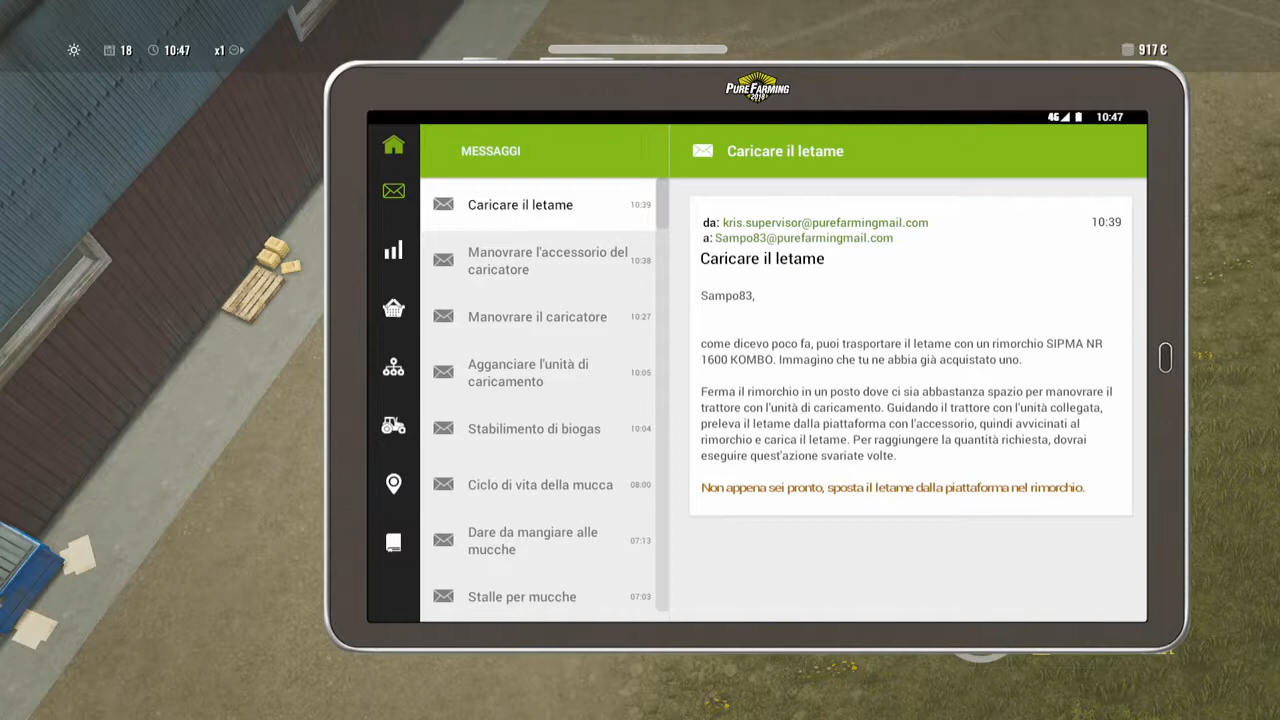 18
10:47
x1
917 €
PURE FARMING
2018
4G
10:47
MESSAGGI
Caricare il letame
10:39
Manovrare l'accessorio del
caricatore
10:38
Manovrare il caricatore
10:27
Agganciare l'unità di
caricamento
10:05
Stabilimento di biogas
10:04
Ciclo di vita della mucca
08:00
Dare da mangiare alle
mucche
07:13
Stalle per mucche
07:03
Caricare il letame
da: kris.supervisor@purefarmingmail.com
10:39
a: Sampo83@purefarmingmail.com
Caricare il letame
Sampo83,
come dicevo poco fa, puoi trasportare il letame con un rimorchio SIPMA NR
1600 KOMBO. Immagino che tu ne abbia già acquistato uno.
Ferma il rimorchio in un posto dove ci sia abbastanza spazio per manovrare il
trattore con l'unità di caricamento. Guidando il trattore con l'unità collegata,
preleva il letame dalla piattaforma con l'accessorio, quindi avvicinati al
rimorchio e carica il letame. Per raggiungere la quantità richiesta, dovrai
eseguire quest'azione svariate volte.
Non appena sei pronto, sposta il letame dalla piattaforma nel rimorchio.